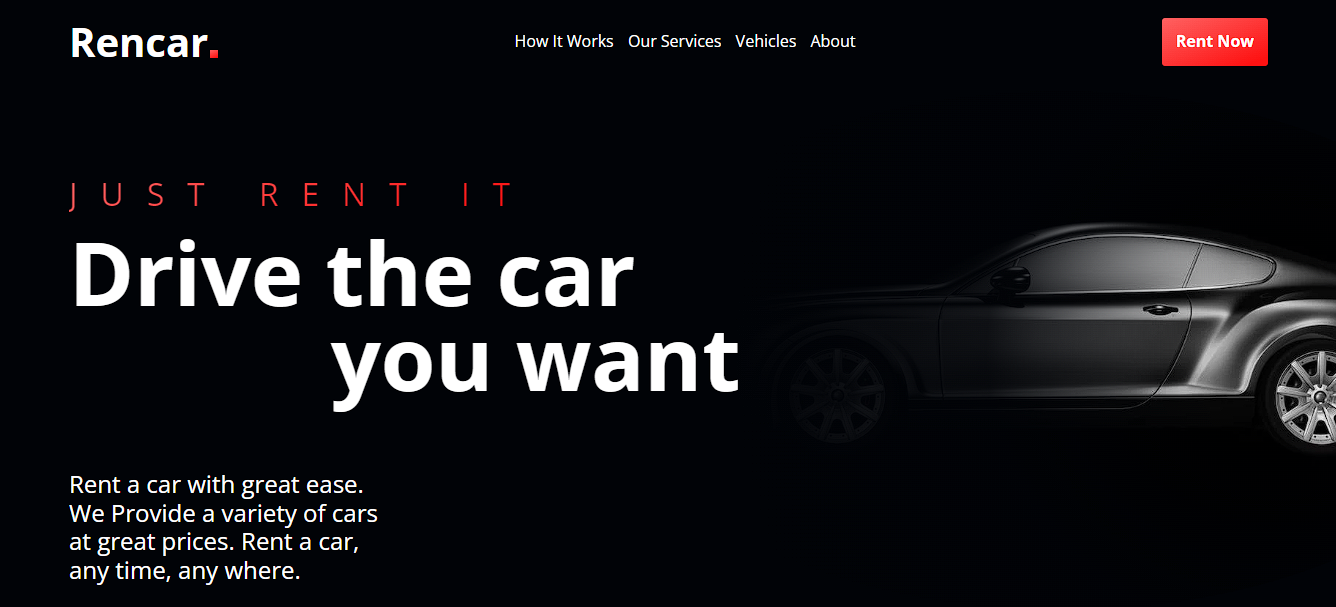 Rencar.
How It Works Our Services Vehicles About
Rent Now
JUST RENT IT
Drive the car
you want
Rent a car with great ease.
We Provide a variety of cars
at great prices. Rent a car,
any time, any where.